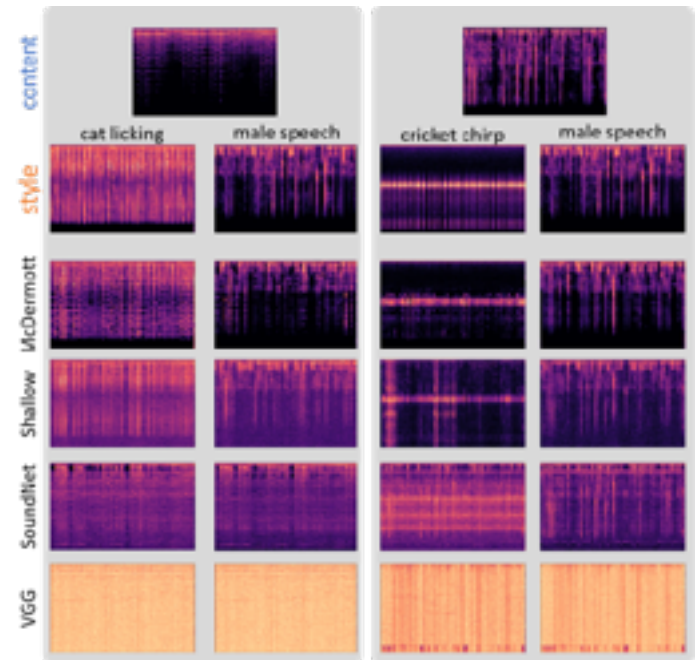 content
cat licking
male speech
cricket chirp
male speech
style
McDermott
Shallow
SoundNet
VGG